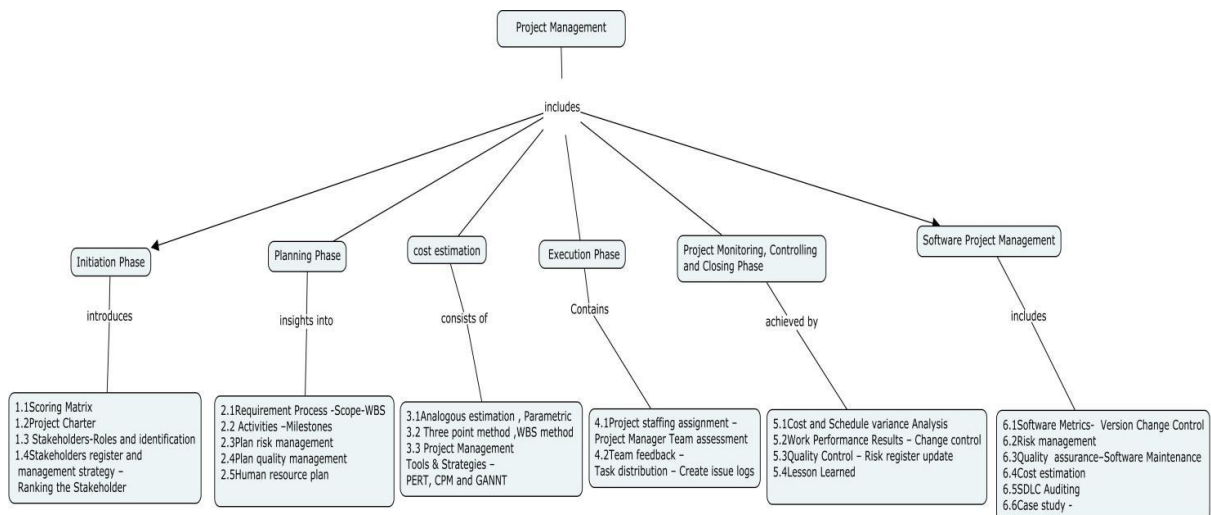 Project Management
includes
Initiation Phase
Planning Phase
cost estimation
Execution Phase
Project Monitoring, Controlling
and Closing Phase
Software Project Management
introduces
insights into
consists of
Contains
achieved by
includes
1.1Scoring Matrix
1.2Project Charter
1.3 Stakeholders-Roles and identification
1.4Stakeholders register and
management strategy –
Ranking the Stakeholder
2.1Requirement Process -Scope-WBS
2.2 Activities –Milestones
2.3Plan risk management
2.4Plan quality management
2.5Human resource plan
3.1Analogous estimation , Parametric
3.2 Three point method ,WBS method
3.3 Project Management
Tools & Strategies –
PERT, CPM and GANNT
4.1Project staffing assignment –
Project Manager Team assessment
4.2Team feedback –
Task distribution – Create issue logs
5.1Cost and Schedule variance Analysis
5.2Work Performance Results – Change control
5.3Quality Control – Risk register update
5.4Lesson Learned
6.1Software Metrics- Version Change Control
6.2Risk management
6.3Quality assurance–Software Maintenance
6.4Cost estimation
6.5SDLC Auditing
6.6Case study -